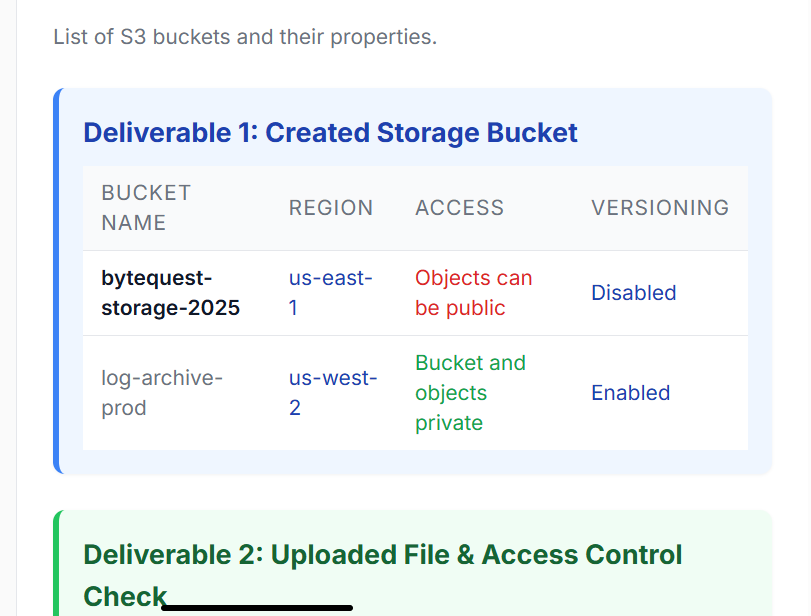 List of S3 buckets and their properties.
Deliverable 1: Created Storage Bucket
BUCKET
NAME
REGION
ACCESS
VERSIONING
bytequest-
storage-2025
us-east-
1
Objects can
be public
Disabled
log-archive-
prod
us-west-
2
Bucket and
objects
private
Enabled
Deliverable 2: Uploaded File & Access Control
Check